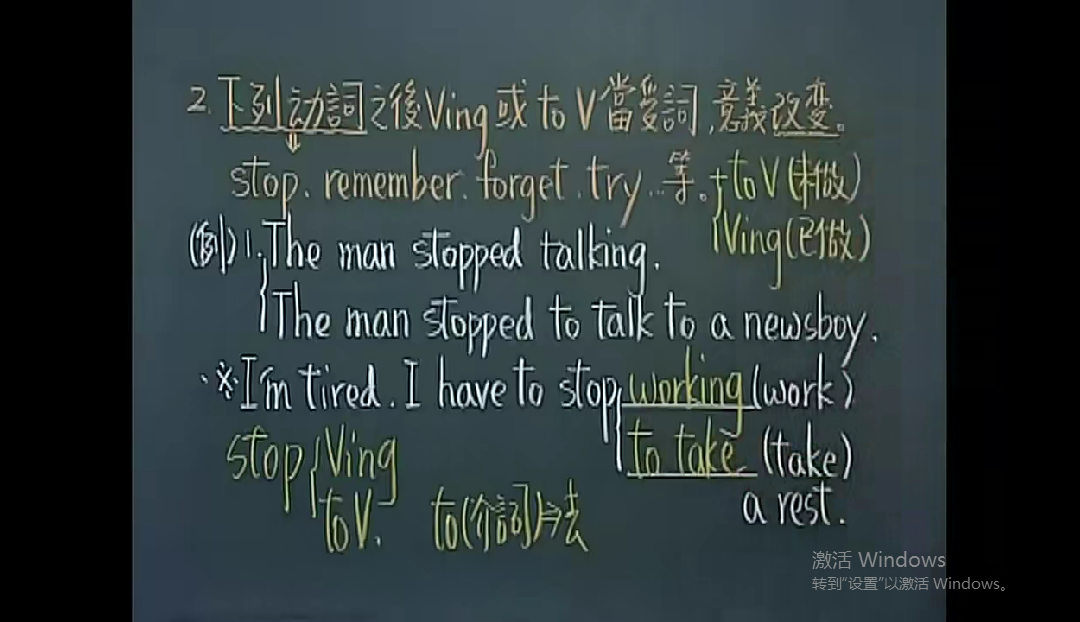 2. 下列动詞之後Ving 或 to V 當受詞,意義改变。
stop. remember. forget. try...等。 to V (未做)
Ving (已做)
(例) 1. The man stopped talking.
The man stopped to talk to a newsboy.
※ I'm tired. I have to stop working (work)
to take (take)
a rest.
stop Ving
to V. to(介詞)⇒去
激活 Windows
转到“设置”以激活 Windows。